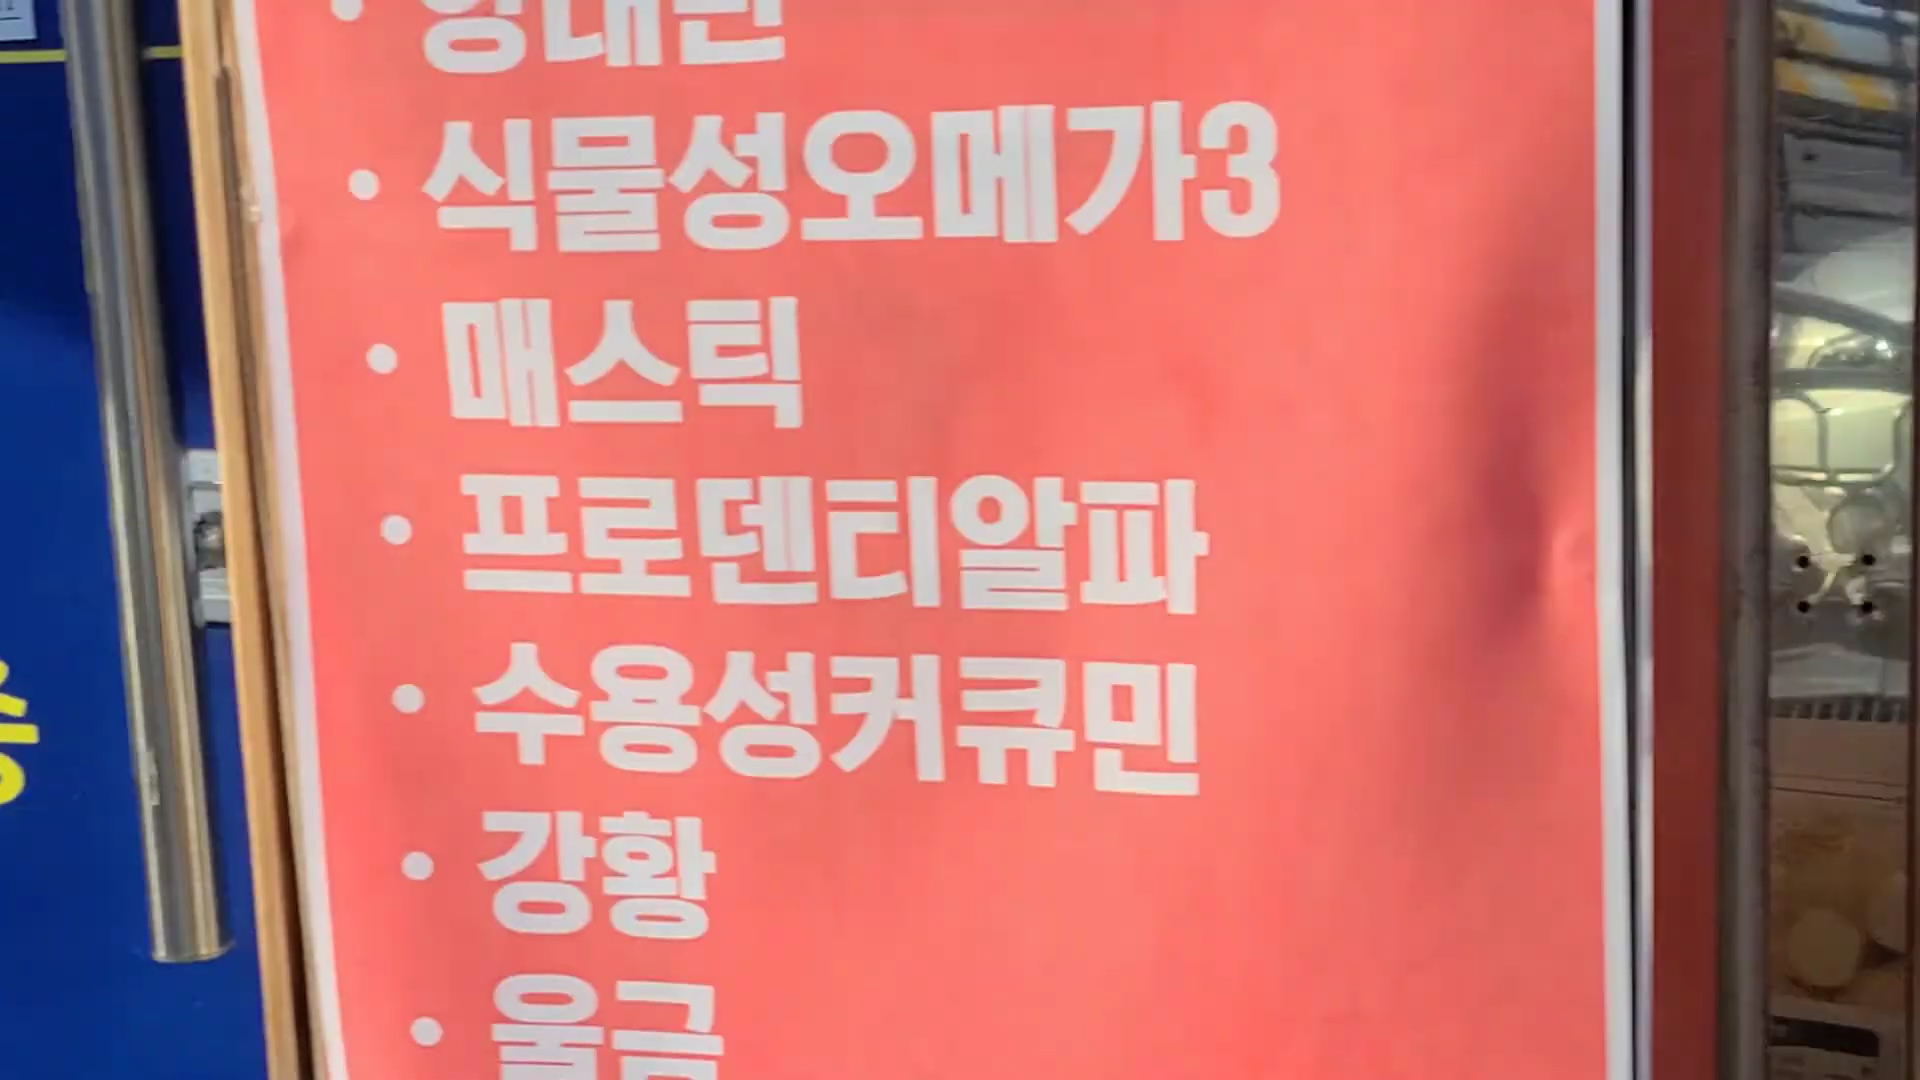 • 식물성오메가3
• 매스틱
• 프로덴티알파
• 수용성커큐민
• 강황
• 울금